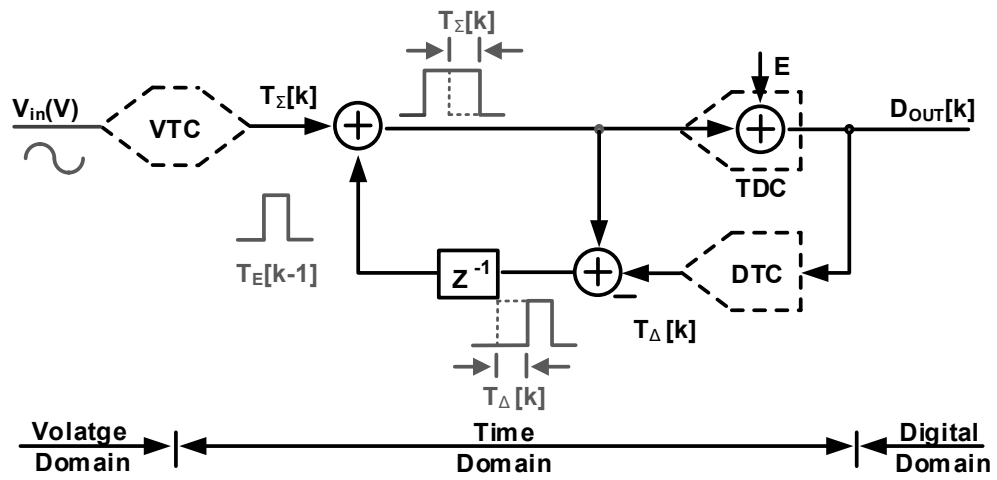 T_Σ[k]
E
V_in(V)
VTC
T_Σ[k]
D_OUT[k]
TDC
T_E[k-1]
Z^-1
DTC
T_Δ[k]
T_Δ[k]
Volatge
Domain
Time
Domain
Digital
Domain